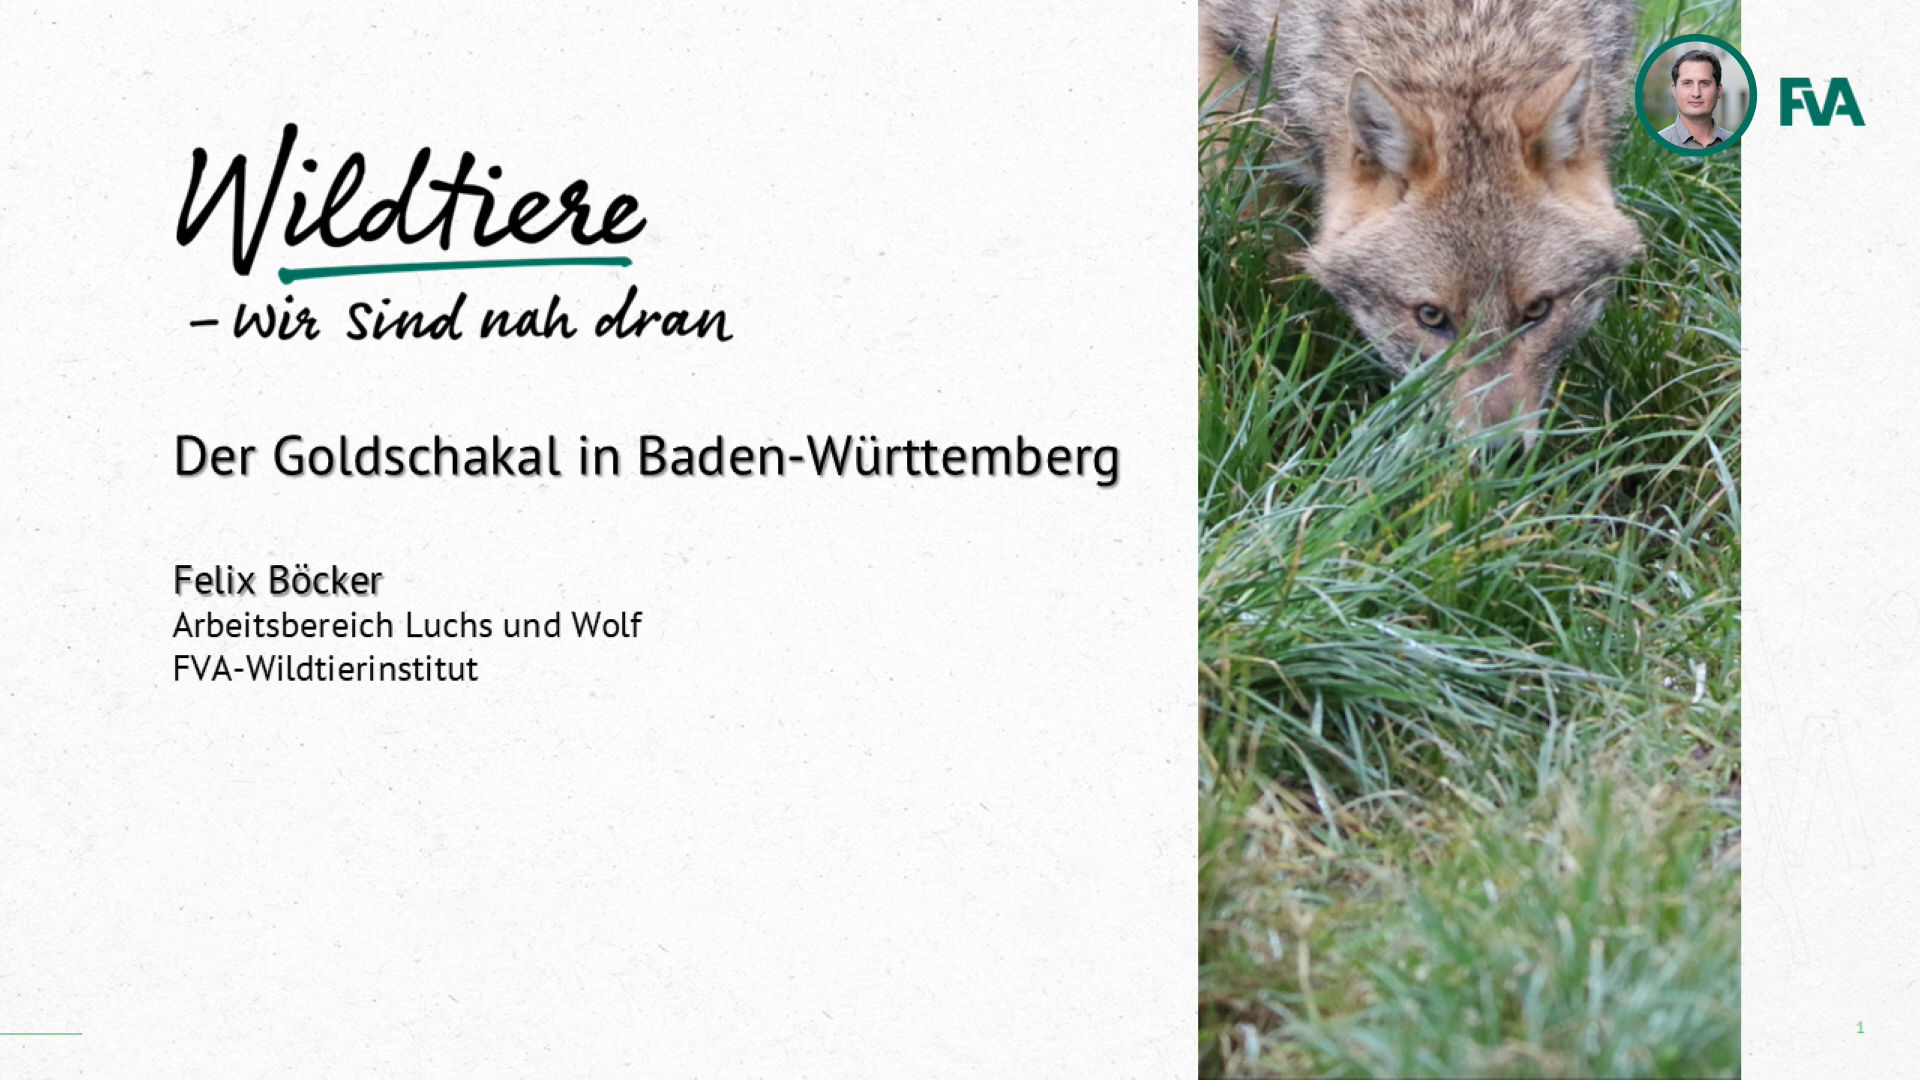 Wildtiere
– wir sind nah dran
FVA
Der Goldschakal in Baden-Württemberg
Felix Böcker
Arbeitsbereich Luchs und Wolf
FVA-Wildtierinstitut
1